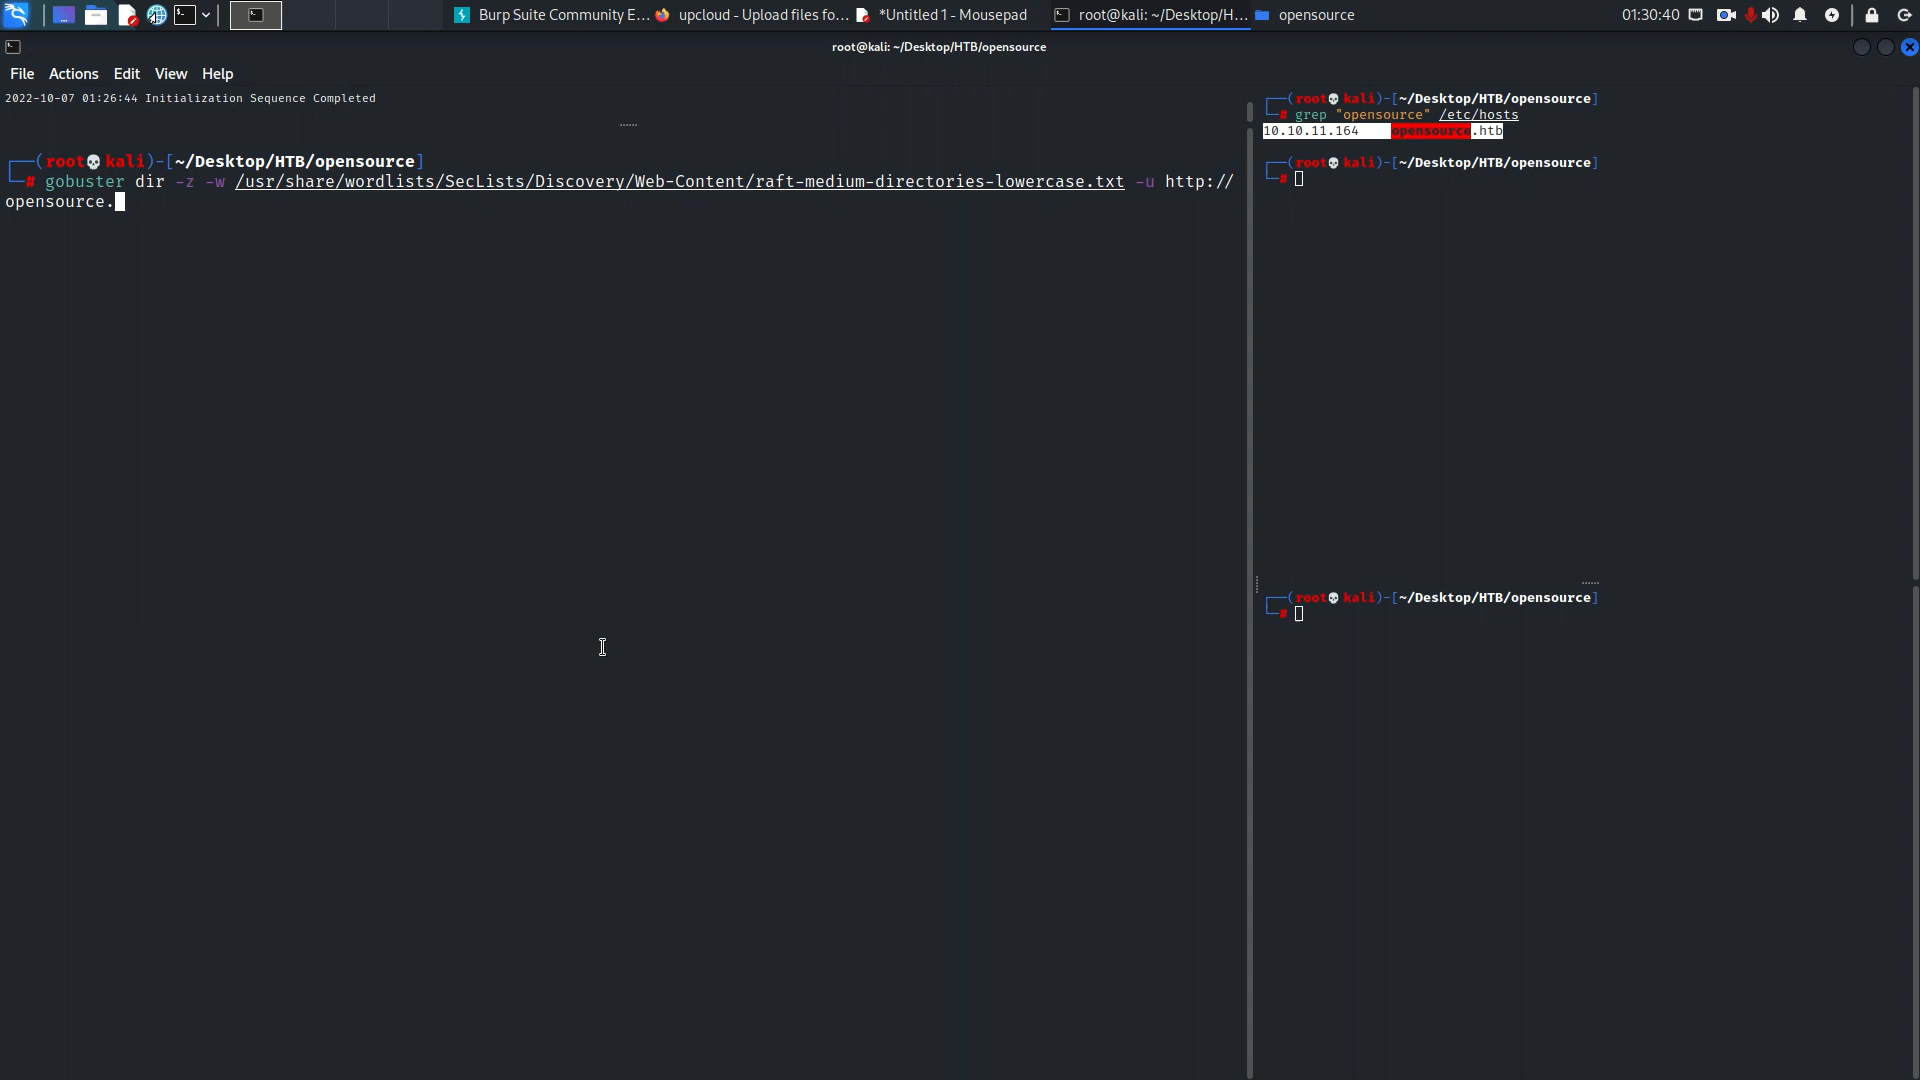 Burp Suite Community E...
upcloud - Upload files fo...
*Untitled 1 - Mousepad
root@kali: ~/Desktop/H...
opensource
01:30:40
root@kali: ~/Desktop/HTB/opensource
File Actions Edit View Help
2022-10-07 01:26:44 Initialization Sequence Completed
┌──(root💀kali)-[~/Desktop/HTB/opensource]
└─# gobuster dir -z -w /usr/share/wordlists/SecLists/Discovery/Web-Content/raft-medium-directories-lowercase.txt -u http://
opensource.
┌──(root💀kali)-[~/Desktop/HTB/opensource]
└─# grep "opensource" /etc/hosts
10.10.11.164    opensource.htb
┌──(root💀kali)-[~/Desktop/HTB/opensource]
└─#
┌──(root💀kali)-[~/Desktop/HTB/opensource]
└─#